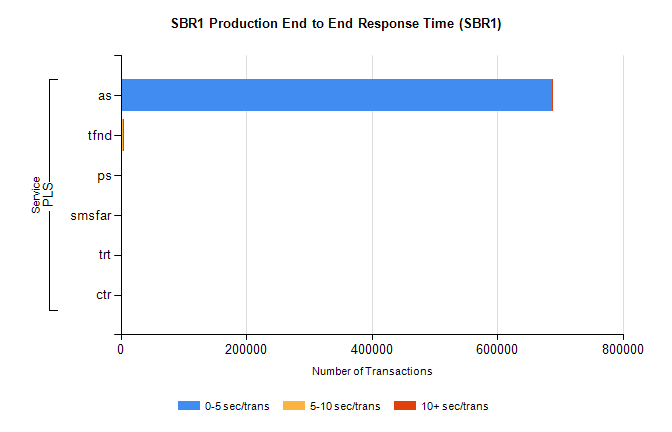 SBR1 Production End to End Response Time (SBR1)
Service
PLS
as
tfnd
ps
smsfar
trt
ctr
0 200000 400000 600000 800000
Number of Transactions
0-5 sec/trans 5-10 sec/trans 10+ sec/trans